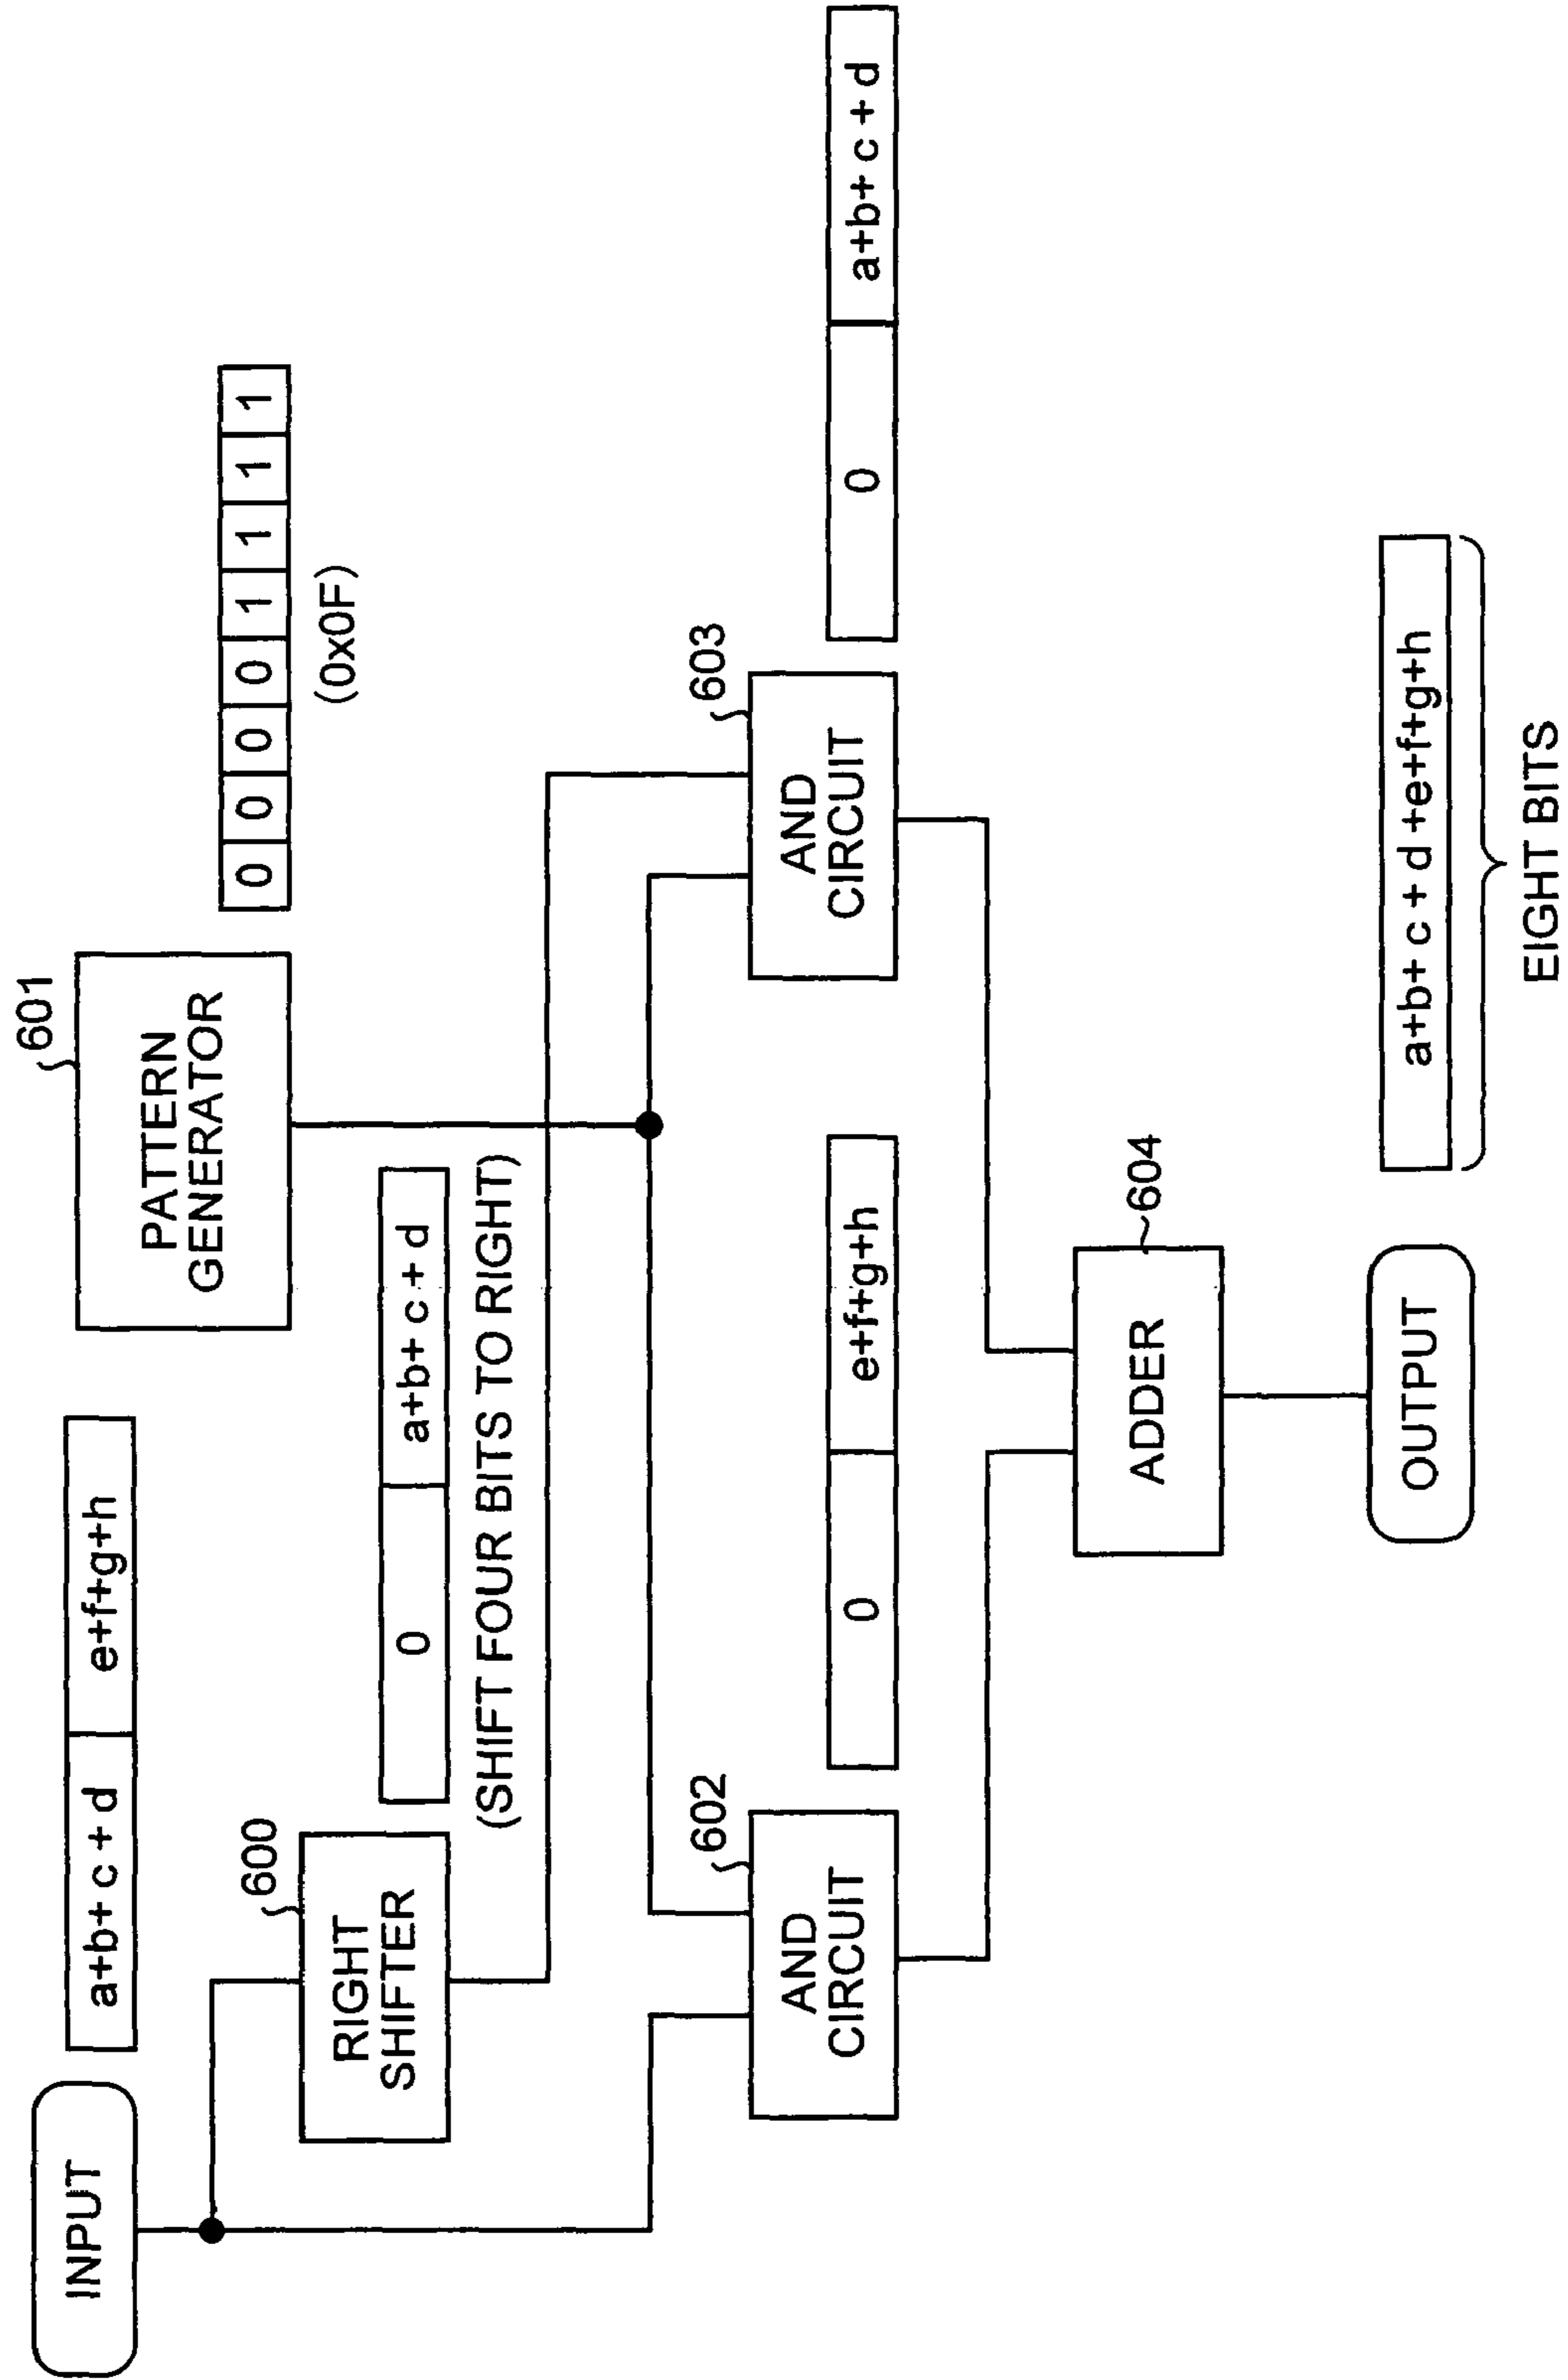 INPUT
a+b+ c + d
e+f+g+h
601
PATTERN
GENERATOR
0 0 0 0 1 1 1 1
(0x0F)
600
RIGHT
SHIFTER
0
a+b+ c + d
(SHIFT FOUR BITS TO RIGHT)
602
AND
CIRCUIT
0
e+f+g+h
603
AND
CIRCUIT
0
a+b+ c + d
604
ADDER
OUTPUT
a+b+ c + d +e+f+g+h
EIGHT BITS